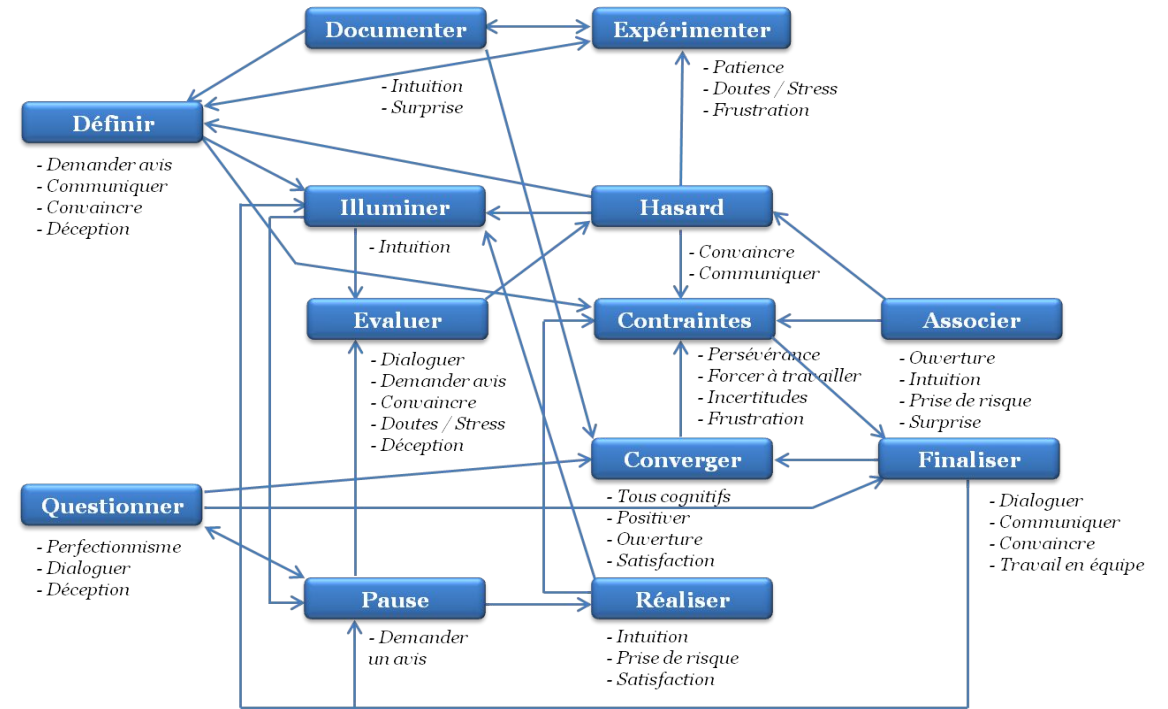 Documenter
Expérimenter
- Intuition
- Surprise
- Patience
- Doutes / Stress
- Frustration
Définir
- Demander avis
- Communiquer
- Convaincre
- Déception
Illuminer
- Intuition
Hasard
- Convaincre
- Communiquer
Evaluer
- Dialoguer
- Demander avis
- Convaincre
- Doutes / Stress
- Déception
Contraintes
- Persévérance
- Forcer à travailler
- Incertitudes
- Frustration
Associer
- Ouverture
- Intuition
- Prise de risque
- Surprise
Converger
- Tous cognitifs
- Positiver
- Ouverture
- Satisfaction
Finaliser
- Dialoguer
- Communiquer
- Convaincre
- Travail en équipe
Questionner
- Perfectionnisme
- Dialoguer
- Déception
Pause
- Demander
un avis
Réaliser
- Intuition
- Prise de risque
- Satisfaction